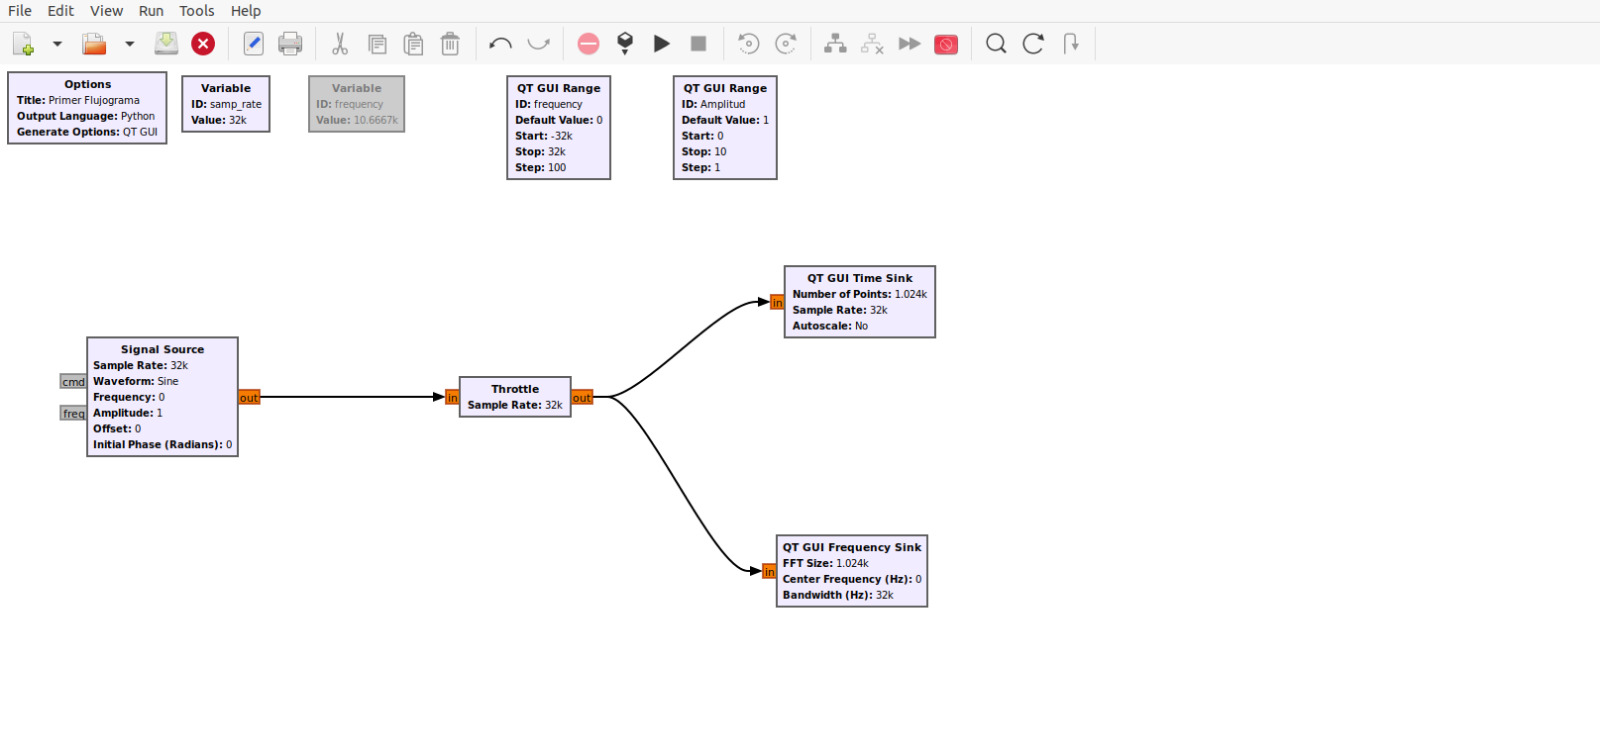 File Edit View Run Tools Help
Options
Title: Primer Flujograma
Output Language: Python
Generate Options: QT GUI
Variable
ID: samp_rate
Value: 32k
Variable
ID: frequency
Value: 10.6667k
QT GUI Range
ID: frequency
Default Value: 0
Start: -32k
Stop: 32k
Step: 100
QT GUI Range
ID: Amplitud
Default Value: 1
Start: 0
Stop: 10
Step: 1
Signal Source
Sample Rate: 32k
Waveform: Sine
Frequency: 0
Amplitude: 1
Offset: 0
Initial Phase (Radians): 0
cmd
freq
out
in
Throttle
Sample Rate: 32k
out
in
QT GUI Time Sink
Number of Points: 1.024k
Sample Rate: 32k
Autoscale: No
in
QT GUI Frequency Sink
FFT Size: 1.024k
Center Frequency (Hz): 0
Bandwidth (Hz): 32k